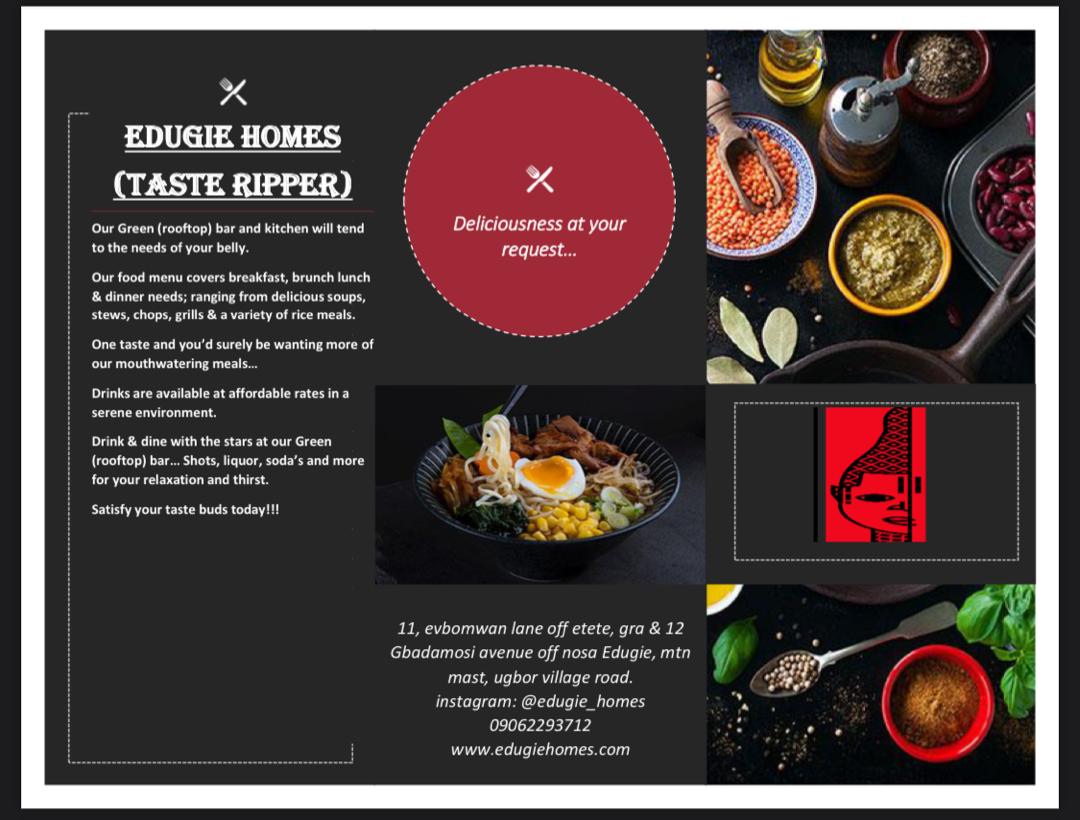 EDUGIE HOMES
(TASTE RIPPER)
Our Green (rooftop) bar and kitchen will tend
to the needs of your belly.
Our food menu covers breakfast, brunch lunch
& dinner needs; ranging from delicious soups,
stews, chops, grills & a variety of rice meals.
One taste and you’d surely be wanting more of
our mouthwatering meals…
Drinks are available at affordable rates in a
serene environment.
Drink & dine with the stars at our Green
(rooftop) bar… Shots, liquor, soda’s and more
for your relaxation and thirst.
Satisfy your taste buds today!!!
Deliciousness at your
request…
11, evbomwan lane off etete, gra & 12
Gbadamosi avenue off nosa Edugie, mtn
mast, ugbor village road.
instagram: @edugie_homes
09062293712
www.edugiehomes.com